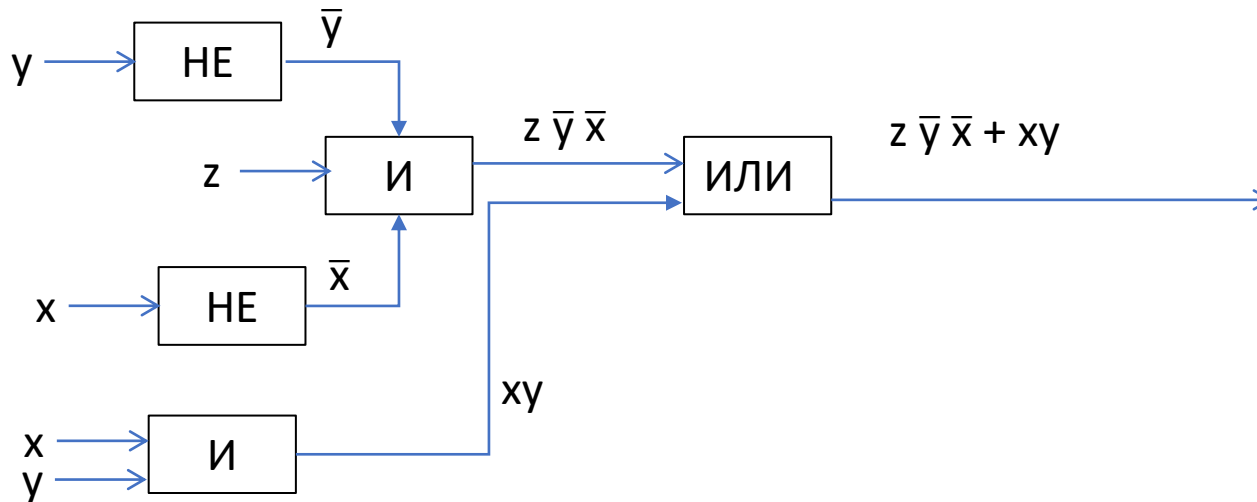 y
НЕ
y̅
z
И
z y̅ x̅
ИЛИ
z y̅ x̅ + xy
x
НЕ
x̅
xy
x
y
И